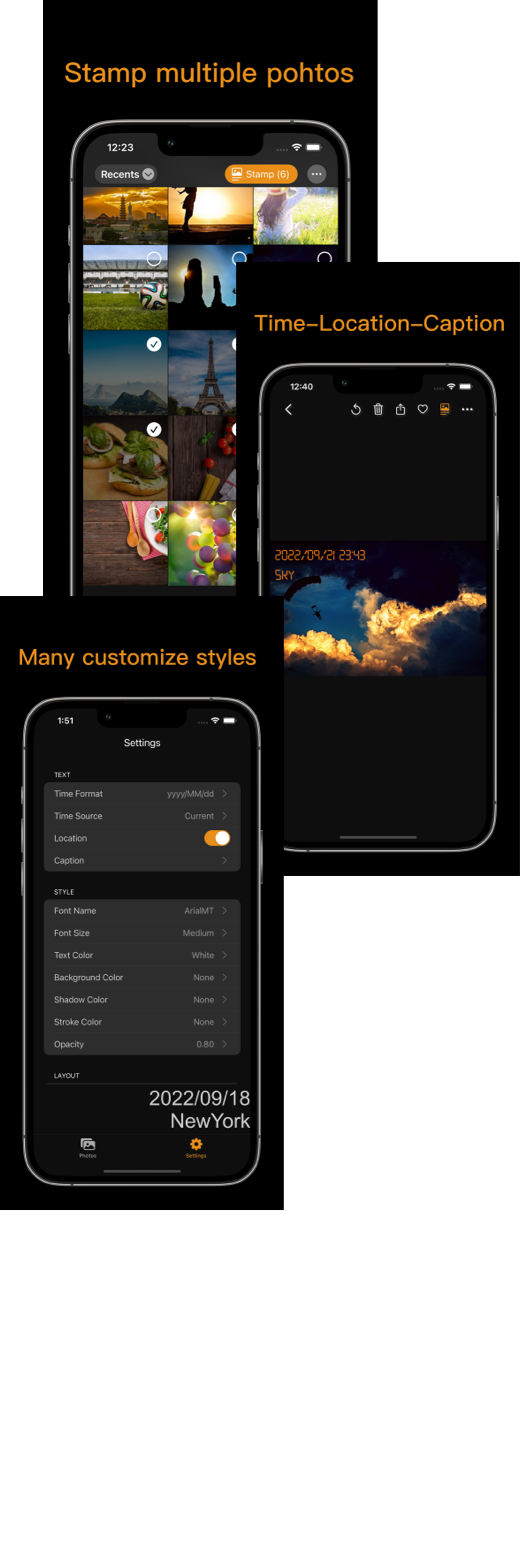 Stamp multiple pohtos
12:23
Recents
Stamp (6)
Time-Location-Caption
12:40
2022/09/21 23:43
SKY
Many customize styles
1:51
Settings
TEXT
Time Format yyyy/MM/dd
Time Source Current
Location
Caption
STYLE
Font Name ArialMT
Font Size Medium
Text Color White
Background Color None
Shadow Color None
Stroke Color None
Opacity 0.80
LAYOUT
2022/09/18
NewYork
Photos Settings